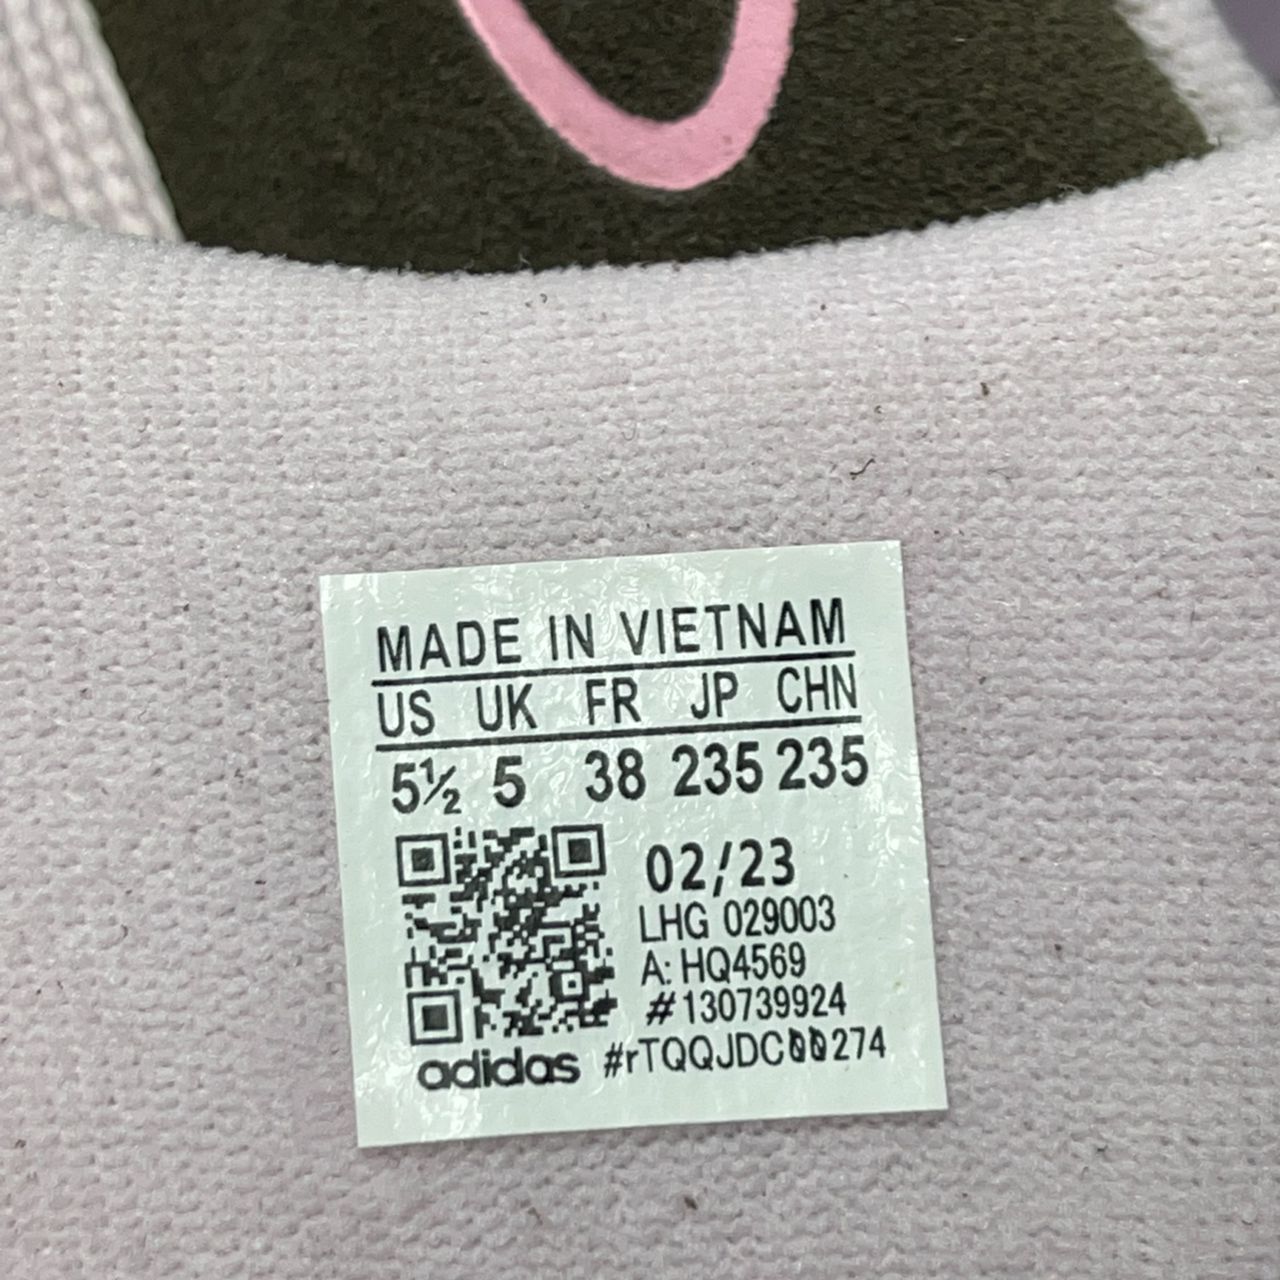 MADE IN VIETNAM
US UK FR JP CHN
5½ 5 38 235 235
02/23
LHG 029003
A: HQ4569
#130739924
adidas #rTQQJDC00274